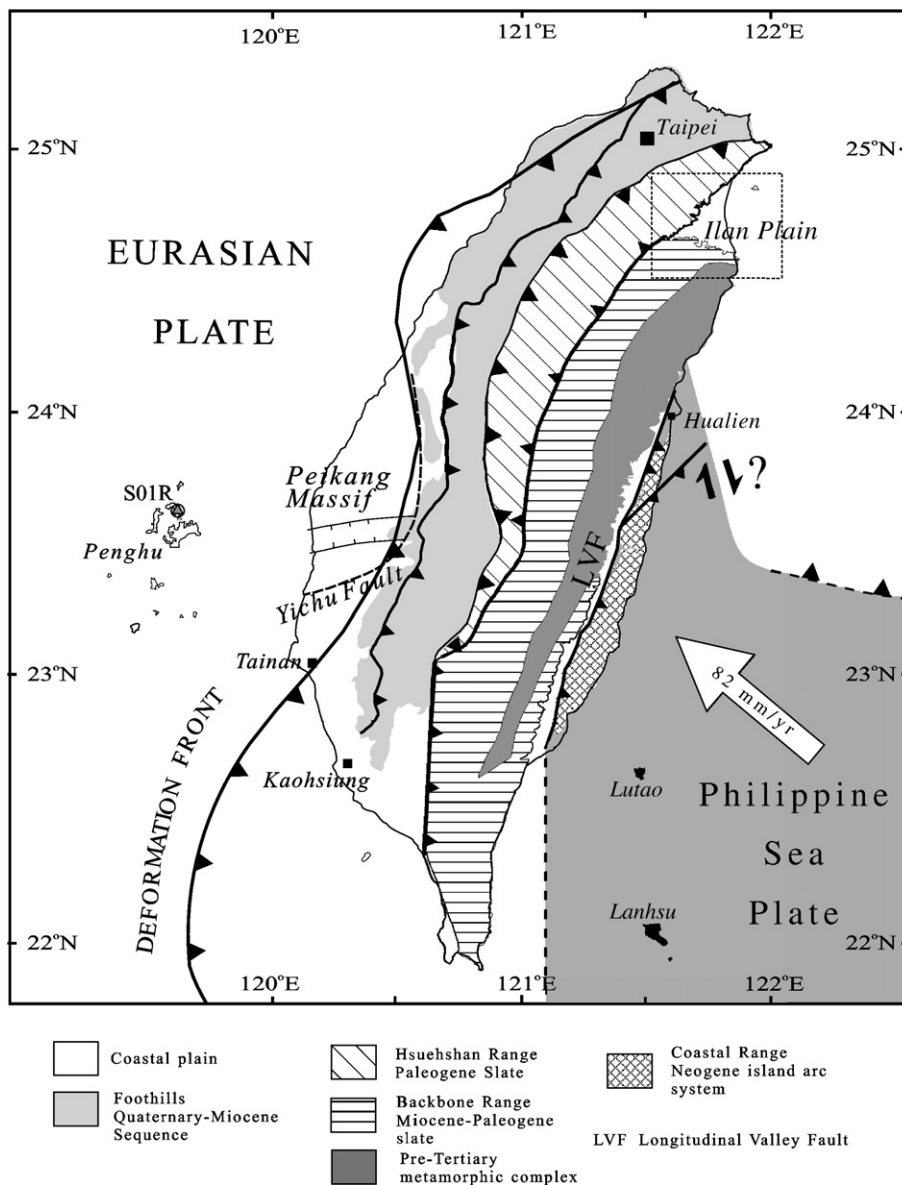 120°E
121°E
122°E
25°N
25°N
Taipei
Ilan Plain
EURASIAN
PLATE
24°N
24°N
Hualien
?
Peikang
Massif
S01R
Penghu
LVF
Yichu Fault
23°N
23°N
Tainan
82 mm/yr
DEFORMATION FRONT
Kaohsiung
Lutao
Philippine
Sea
Plate
Lanhsu
22°N
22°N
120°E
121°E
122°E
Coastal plain
Foothills
Quaternary-Miocene
Sequence
Hsuehshan Range
Paleogene Slate
Backbone Range
Miocene-Paleogene
slate
Pre-Tertiary
metamorphic complex
Coastal Range
Neogene island arc
system
LVF Longitudinal Valley Fault